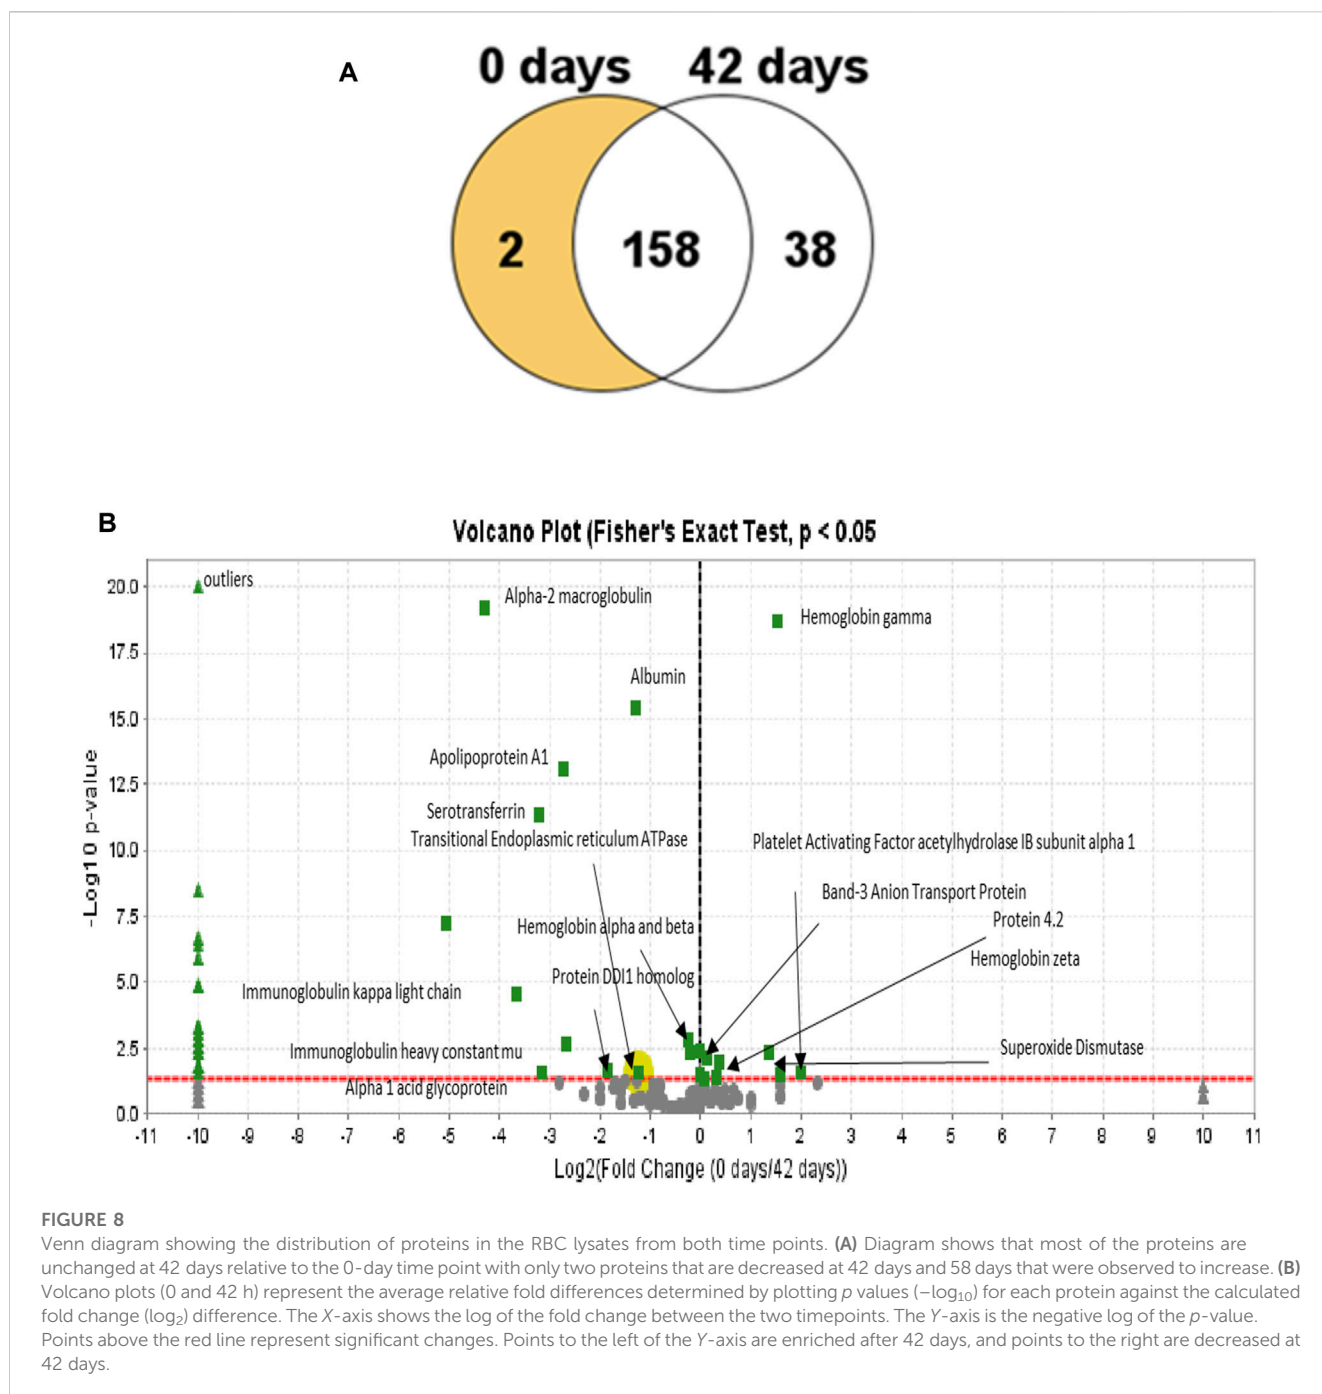 A
0 days 42 days
2 158 38
B
Volcano Plot (Fisher's Exact Test, p < 0.05
-Log10 p-value
20.0
17.5
15.0
12.5
10.0
7.5
5.0
2.5
0.0
outliers
Alpha-2 macroglobulin
Hemoglobin gamma
Albumin
Apolipoprotein A1
Serotransferrin
Transitional Endoplasmic reticulum ATPase
Platelet Activating Factor acetylhydrolase IB subunit alpha 1
Band-3 Anion Transport Protein
Protein 4.2
Hemoglobin alpha and beta
Hemoglobin zeta
Protein DDI1 homolog
Immunoglobulin kappa light chain
Superoxide Dismutase
Immunoglobulin heavy constant mu
Alpha 1 acid glycoprotein
-11 -10 -9 -8 -7 -6 -5 -4 -3 -2 -1 0 1 2 3 4 5 6 7 8 9 10 11
Log2(Fold Change (0 days/42 days))
FIGURE 8
Venn diagram showing the distribution of proteins in the RBC lysates from both time points. (A) Diagram shows that most of the proteins are
unchanged at 42 days relative to the 0-day time point with only two proteins that are decreased at 42 days and 58 days that were observed to increase. (B)
Volcano plots (0 and 42 h) represent the average relative fold differences determined by plotting p values (−log₁₀) for each protein against the calculated
fold change (log₂) difference. The X-axis shows the log of the fold change between the two timepoints. The Y-axis is the negative log of the p-value.
Points above the red line represent significant changes. Points to the left of the Y-axis are enriched after 42 days, and points to the right are decreased at
42 days.